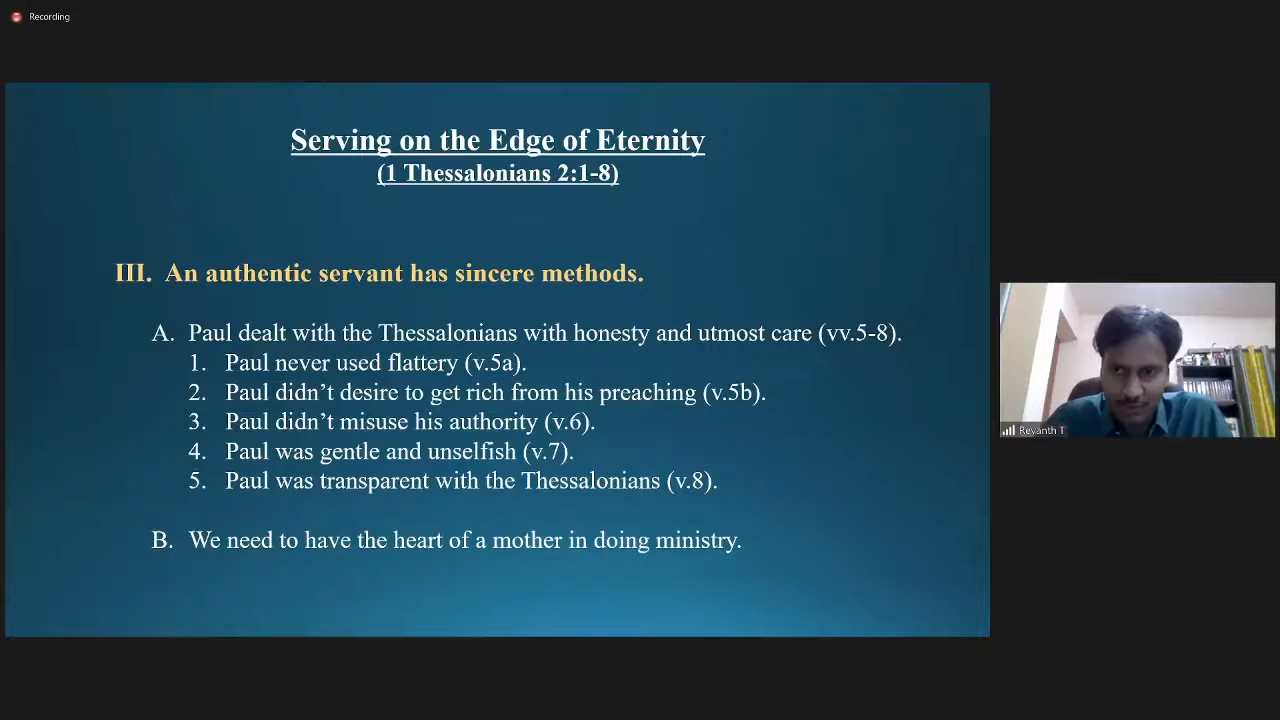 Recording
Serving on the Edge of Eternity
(1 Thessalonians 2:1-8)
III. An authentic servant has sincere methods.
A. Paul dealt with the Thessalonians with honesty and utmost care (vv.5-8).
1. Paul never used flattery (v.5a).
2. Paul didn’t desire to get rich from his preaching (v.5b).
3. Paul didn’t misuse his authority (v.6).
4. Paul was gentle and unselfish (v.7).
5. Paul was transparent with the Thessalonians (v.8).
B. We need to have the heart of a mother in doing ministry.
Revanth T